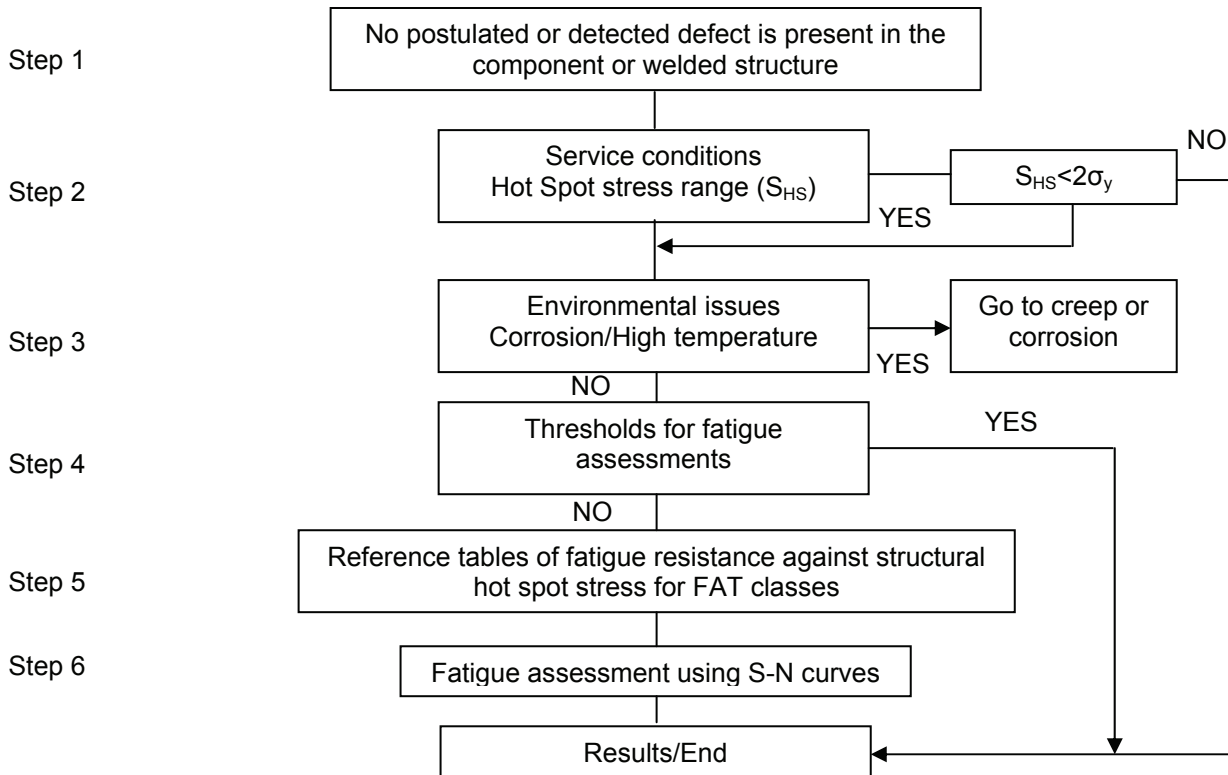 Step 1
No postulated or detected defect is present in the
component or welded structure
Step 2
Service conditions
Hot Spot stress range (S_HS)
S_HS<2σ_y
NO
YES
Step 3
Environmental issues
Corrosion/High temperature
YES
Go to creep or
corrosion
NO
Step 4
Thresholds for fatigue
assessments
YES
NO
Step 5
Reference tables of fatigue resistance against structural
hot spot stress for FAT classes
Step 6
Fatigue assessment using S-N curves
Results/End